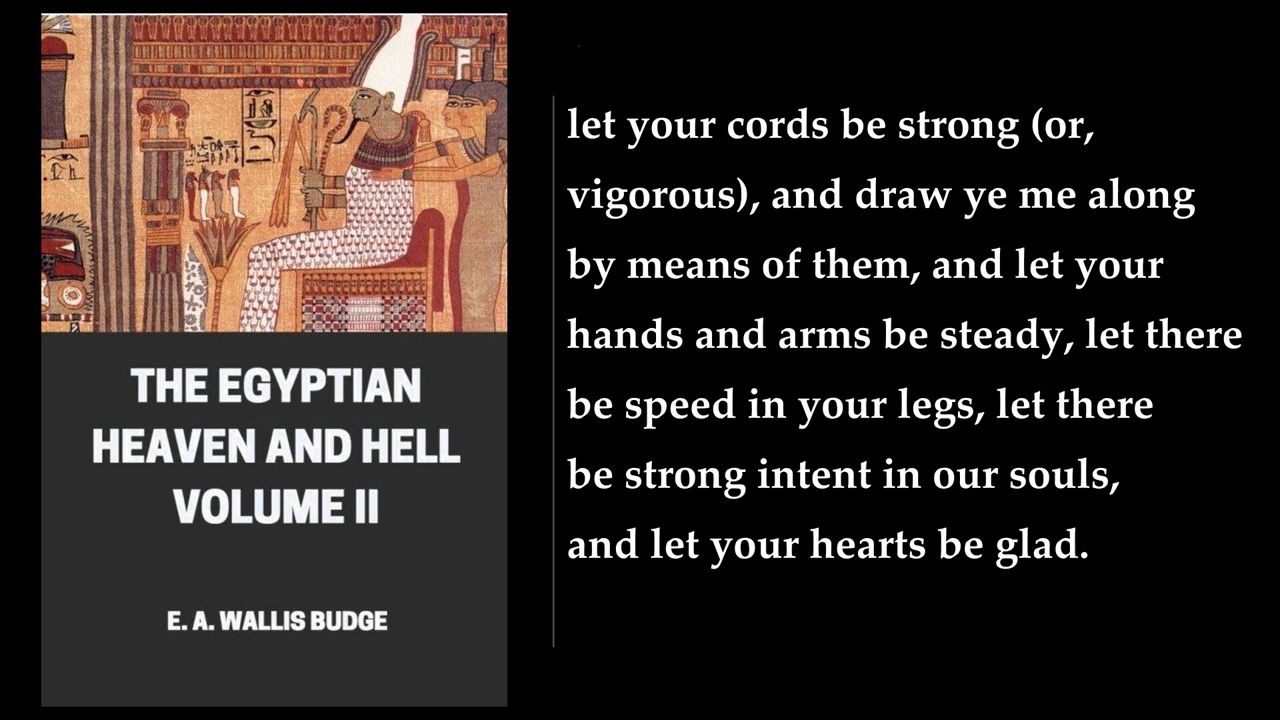 THE EGYPTIAN
HEAVEN AND HELL
VOLUME II
E. A. WALLIS BUDGE
let your cords be strong (or,
vigorous), and draw ye me along
by means of them, and let your
hands and arms be steady, let there
be speed in your legs, let there
be strong intent in our souls,
and let your hearts be glad.